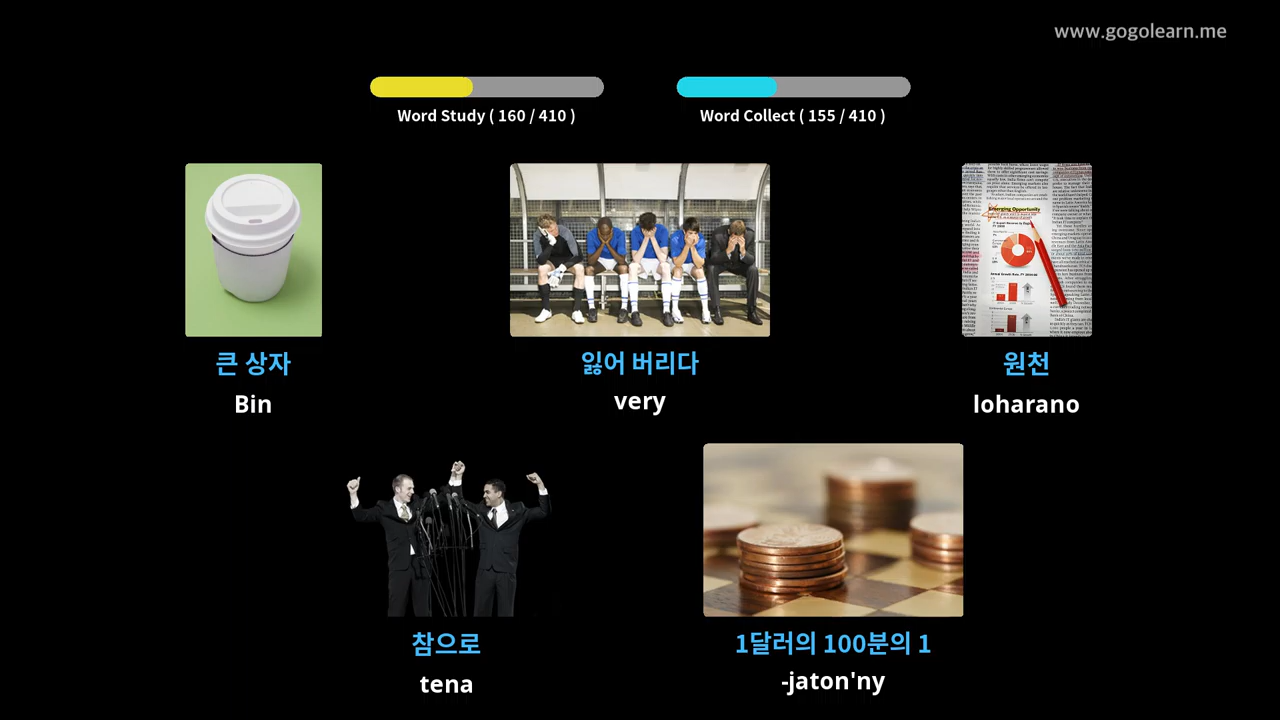 www.gogolearn.me
Word Study ( 160 / 410 )
Word Collect ( 155 / 410 )
Emerging Opportunity
큰 상자
Bin
잃어 버리다
very
원천
loharano
참으로
tena
1달러의 100분의 1
-jaton'ny